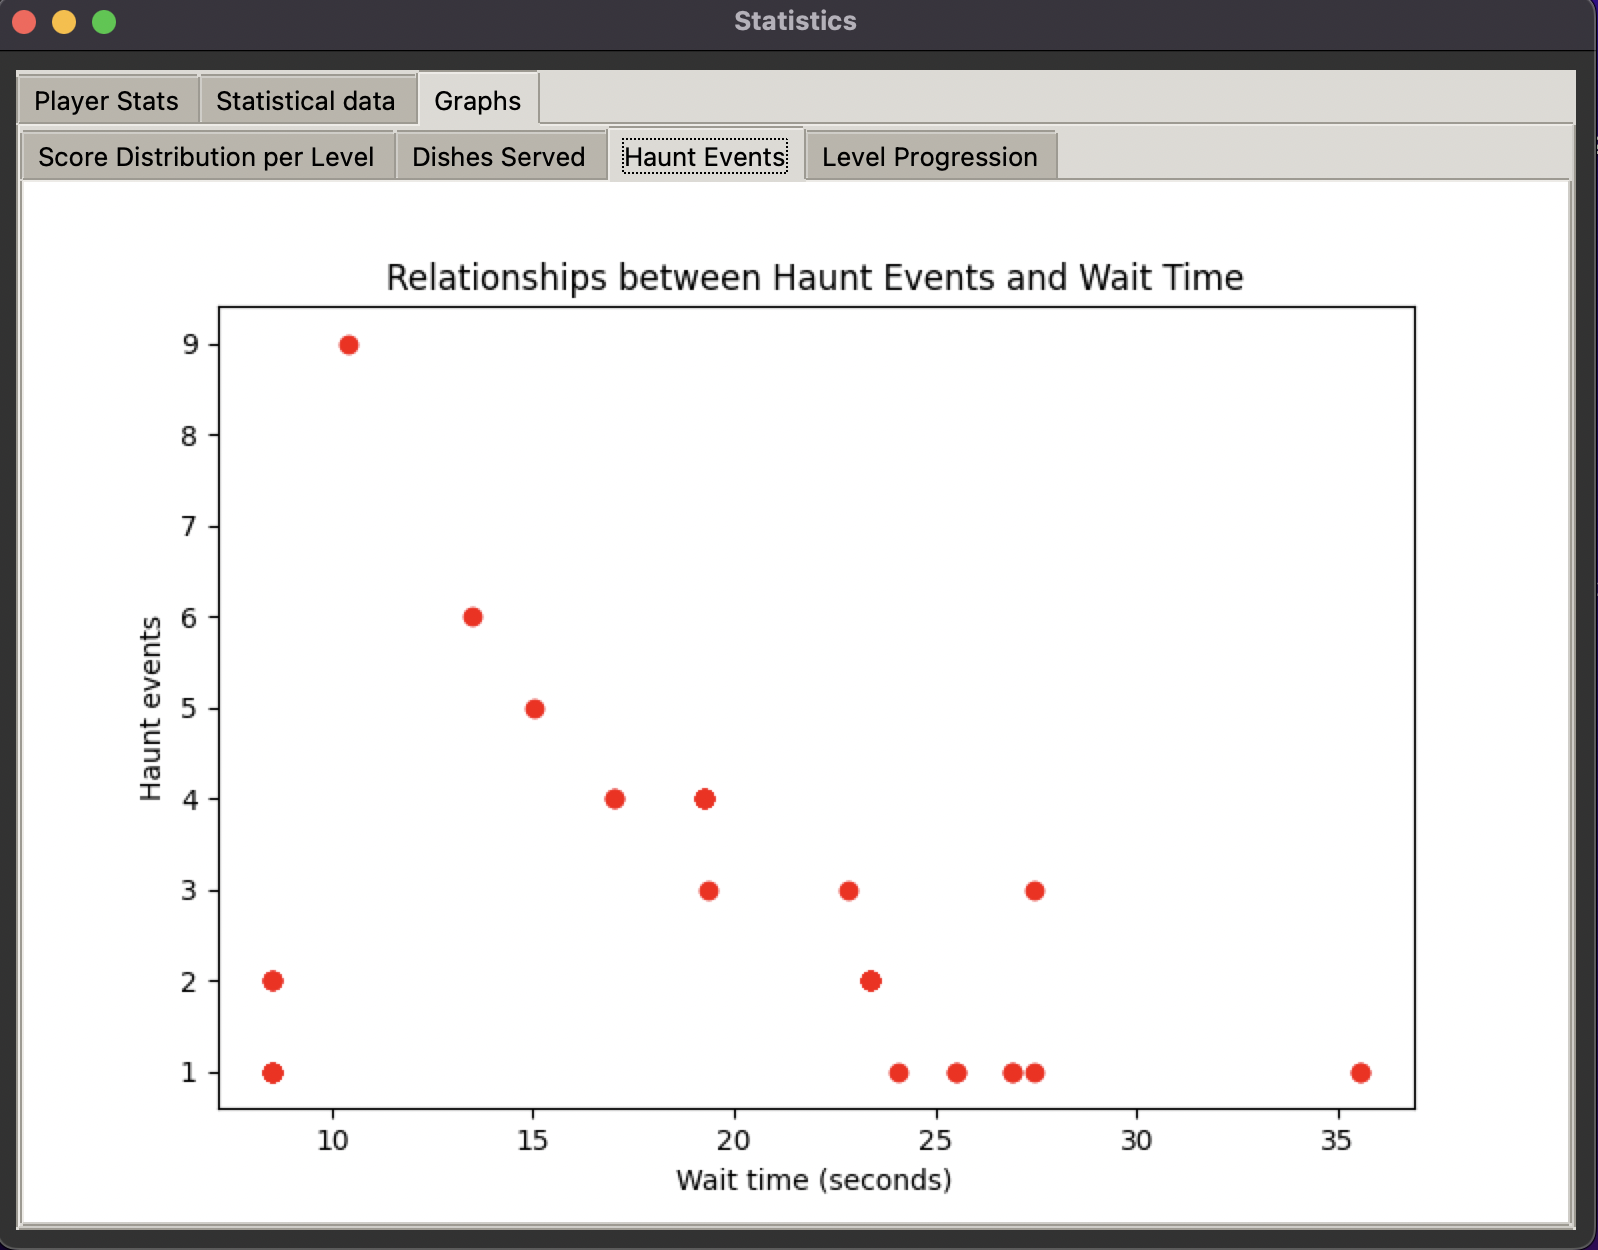 Statistics
Player Stats Statistical data Graphs
Score Distribution per Level Dishes Served Haunt Events Level Progression
Relationships between Haunt Events and Wait Time
9
8
7
6
5
4
3
2
1
Haunt events
10 15 20 25 30 35
Wait time (seconds)